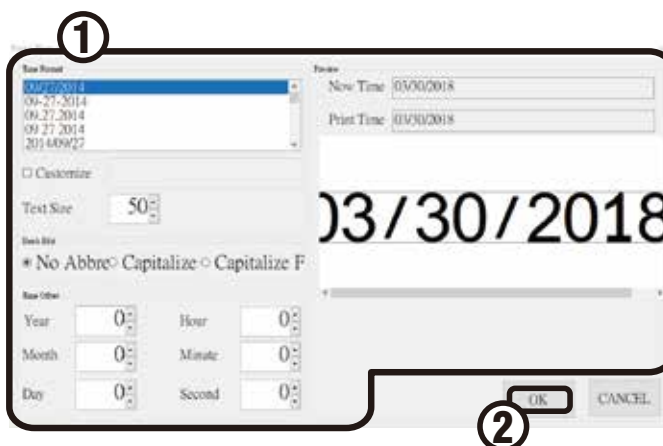 ①
Time Format
09/27/2014
09-27-2014
09.27.2014
09 27 2014
2014/09/27
Customize
Text Size 50
No Abbre Capitalize Capitalize F
Year 0 Hour 0
Month 0 Minute 0
Day 0 Second 0
Preview
Now Time 03/30/2018
Print Time 03/30/2018
03/30/2018
OK CANCEL
②